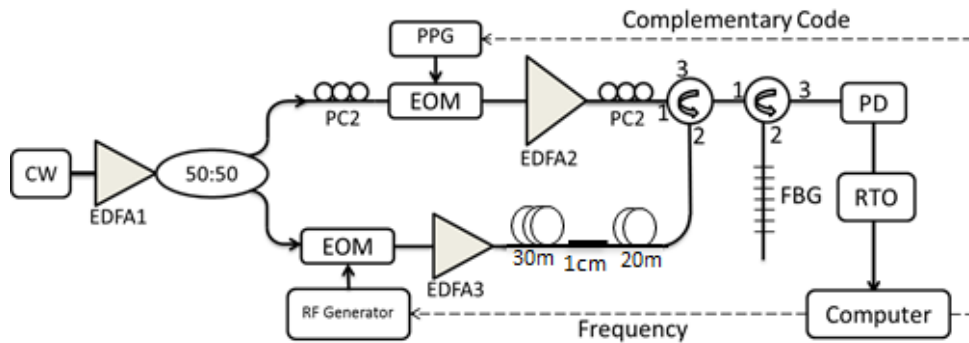 Complementary Code
PPG
3
1
3
EOM
1
PD
PC2
PC2
2
2
EDFA2
CW
50:50
FBG
RTO
EDFA1
EOM
30m
1cm
20m
EDFA3
RF Generator
Computer
Frequency